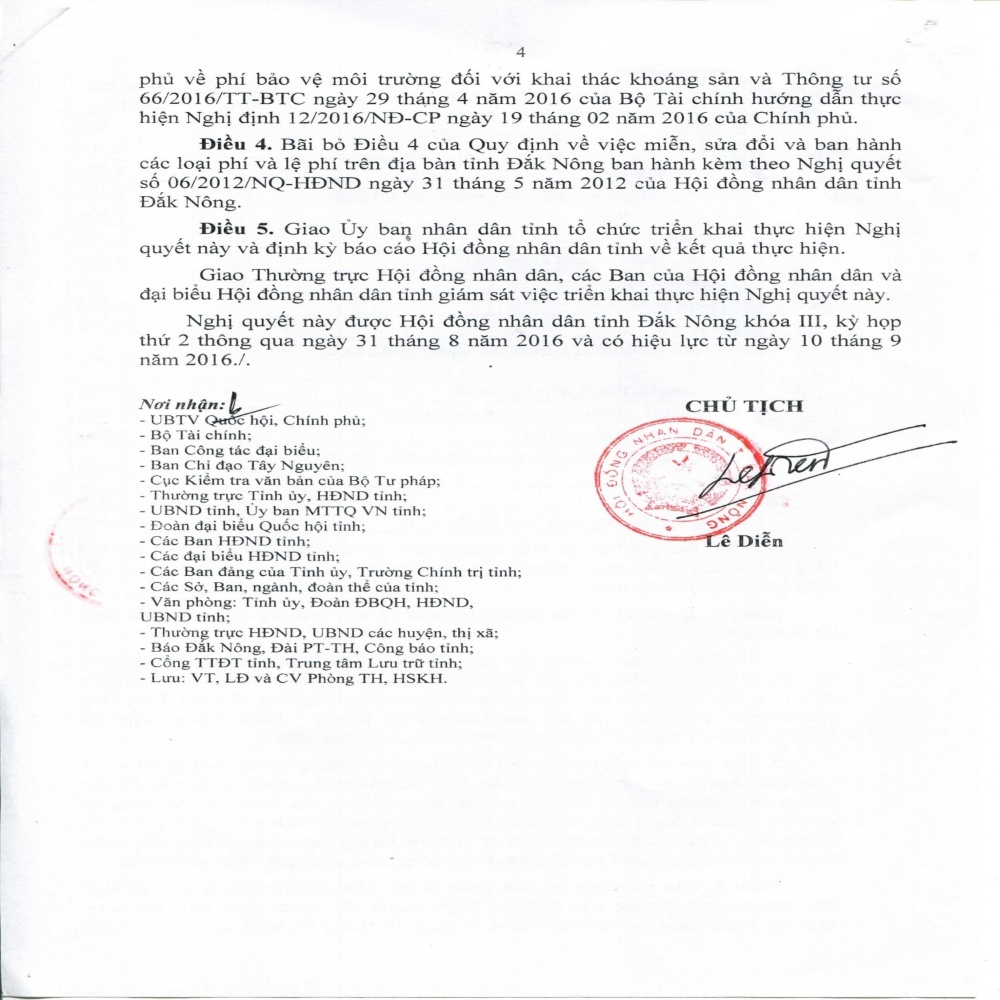 4
phủ về phí bảo vệ môi trường đối với khai thác khoáng sản và Thông tư số
66/2016/TT-BTC ngày 29 tháng 4 năm 2016 của Bộ Tài chính hướng dẫn thực
hiện Nghị định 12/2016/NĐ-CP ngày 19 tháng 02 năm 2016 của Chính phủ.
Điều 4. Bãi bỏ Điều 4 của Quy định về việc miễn, sửa đổi và ban hành
các loại phí và lệ phí trên địa bàn tỉnh Đắk Nông ban hành kèm theo Nghị quyết
số 06/2012/NQ-HĐND ngày 31 tháng 5 năm 2012 của Hội đồng nhân dân tỉnh
Đắk Nông.
Điều 5. Giao Ủy ban nhân dân tỉnh tổ chức triển khai thực hiện Nghị
quyết này và định kỳ báo cáo Hội đồng nhân dân tỉnh về kết quả thực hiện.
Giao Thường trực Hội đồng nhân dân, các Ban của Hội đồng nhân dân và
đại biểu Hội đồng nhân dân tỉnh giám sát việc triển khai thực hiện Nghị quyết này.
Nghị quyết này được Hội đồng nhân dân tỉnh Đắk Nông khóa III, kỳ họp
thứ 2 thông qua ngày 31 tháng 8 năm 2016 và có hiệu lực từ ngày 10 tháng 9
năm 2016./.
Nơi nhận:
- UBTV Quốc hội, Chính phủ;
- Bộ Tài chính;
- Ban Công tác đại biểu;
- Ban Chỉ đạo Tây Nguyên;
- Cục Kiểm tra văn bản của Bộ Tư pháp;
- Thường trực Tỉnh ủy, HĐND tỉnh;
- UBND tỉnh, Ủy ban MTTQ VN tỉnh;
- Đoàn đại biểu Quốc hội tỉnh;
- Các Ban HĐND tỉnh;
- Các đại biểu HĐND tỉnh;
- Các Ban đảng của Tỉnh ủy, Trường Chính trị tỉnh;
- Các Sở, Ban, ngành, đoàn thể của tỉnh;
- Văn phòng: Tỉnh ủy, Đoàn ĐBQH, HĐND,
UBND tỉnh;
- Thường trực HĐND, UBND các huyện, thị xã;
- Báo Đắk Nông, Đài PT-TH, Công báo tỉnh;
- Cổng TTĐT tỉnh, Trung tâm Lưu trữ tỉnh;
- Lưu: VT, LĐ và CV Phòng TH, HSKH.
CHỦ TỊCH
HỘI ĐỒNG NHÂN DÂN T
NÔNG
Lê Diễn